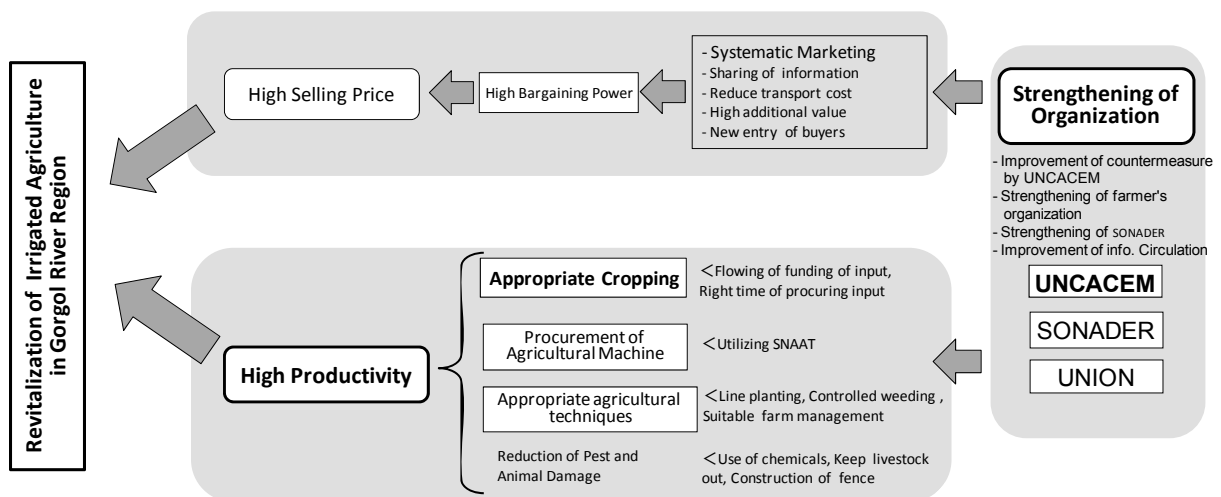 Revitalization of Irrigated Agriculture
in Gorgol River Region
High Selling Price
High Bargaining Power
- Systematic Marketing
- Sharing of information
- Reduce transport cost
- High additional value
- New entry of buyers
Strengthening of
Organization
- Improvement of countermeasure
by UNCACEM
- Strengthening of farmer's
organization
- Strengthening of SONADER
- Improvement of info. Circulation
UNCACEM
SONADER
UNION
High Productivity
Appropriate Cropping
<Flowing of funding of input,
Right time of procuring input
Procurement of
Agricultural Machine
<Utilizing SNAAT
Appropriate agricultural
techniques
<Line planting, Controlled weeding ,
Suitable farm management
Reduction of Pest and
Animal Damage
<Use of chemicals, Keep livestock
out, Construction of fence